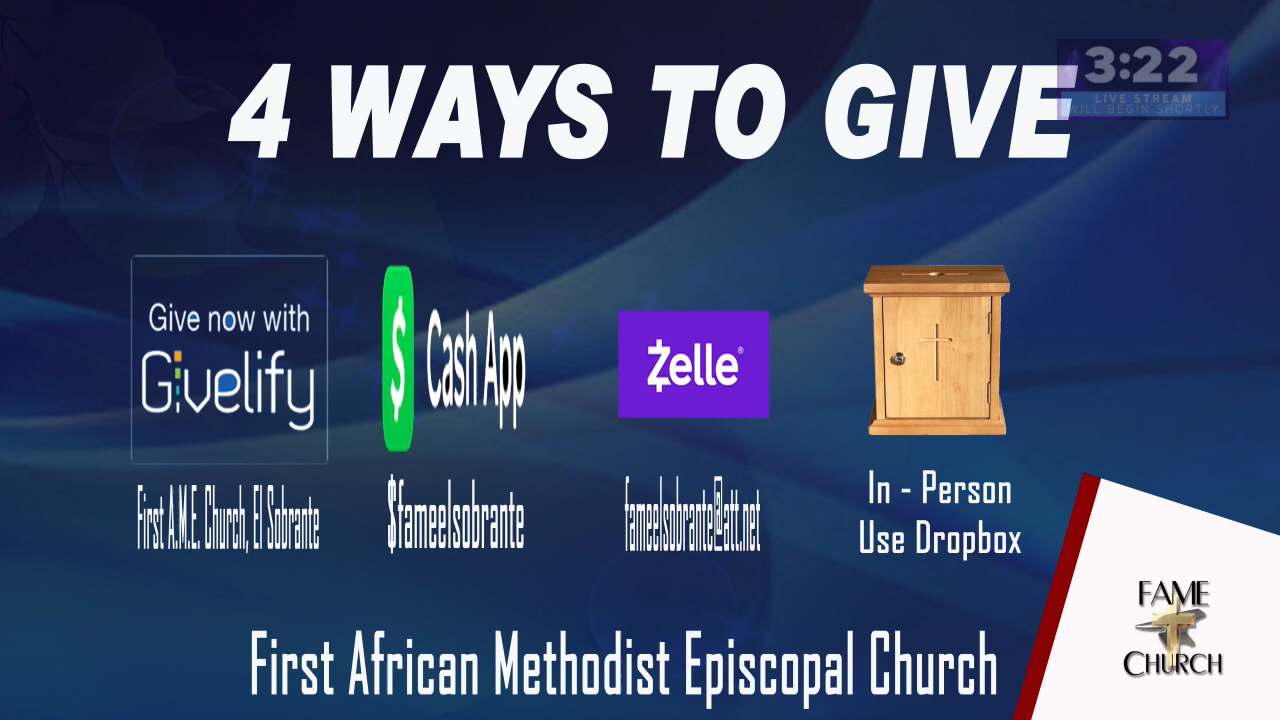 3:22
LIVE STREAM
WILL BEGIN SHORTLY
4 WAYS TO GIVE
Give now with
Givelify
First A.M.E. Church, El Sobrante
$
Cash App
$fameelsobrante
Zelle®
fameelsobrante@att.net
In - Person
Use Dropbox
First African Methodist Episcopal Church
FAME
CHURCH